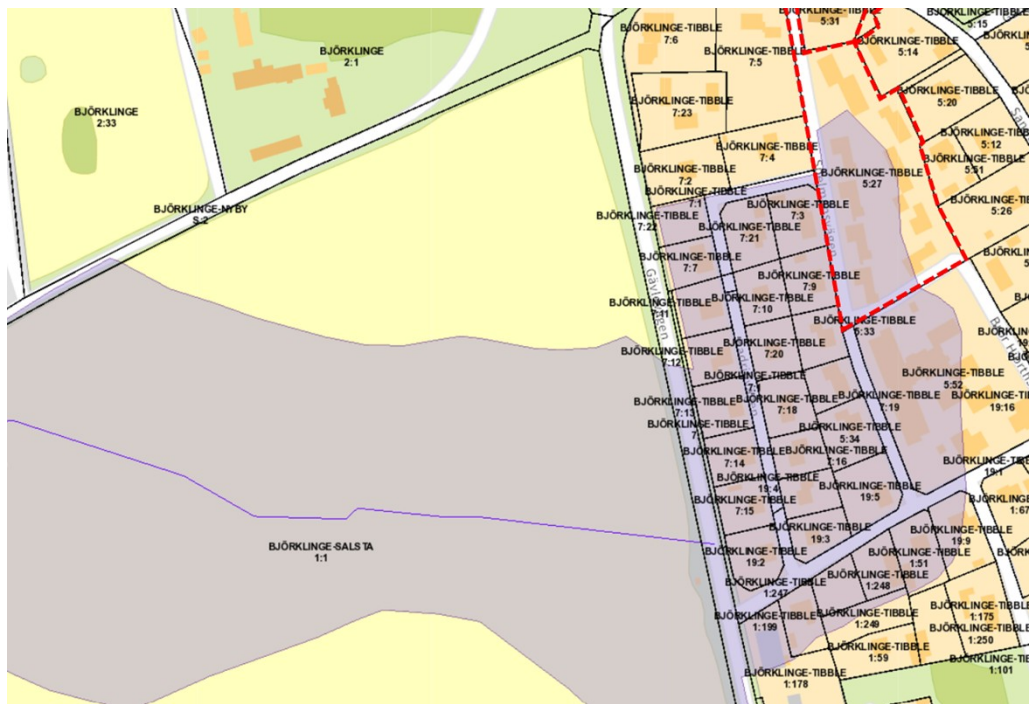 BJÖRKLINGE-TIBBLE
5:31
5:15
BJÖRKLINGE-TIBBLE
7:6
BJÖRKLINGE-TIBBLE
5:14
BJÖRKLINGE
2:1
BJÖRKLINGE-TIBBLE
7:5
BJÖRKLINGE-TIBBLE
5:20
BJÖRKLINGE-TIBBLE
7:23
BJÖRKLINGE
2:33
BJÖRKLINGE-TIBBLE
5:12
BJÖRKLINGE-TIBBLE
7:4
BJÖRKLINGE-TIBBLE
5:51
BJÖRKLINGE-TIBBLE
7:2
BJÖRKLINGE-TIBBLE
5:27
BJÖRKLINGE-TIBBLE
7:1
BJÖRKLINGE-TIBBLE
7:3
BJÖRKLINGE-TIBBLE
5:26
BJÖRKLINGE-NYBY
S:2
BJÖRKLINGE-TIBBLE
7:22
BJÖRKLINGE-TIBBLE
7:21
BJÖRKLINGE-TIBBLE
7:7
BJÖRKLINGE-TIBBLE
7:9
BJÖRKLINGE-TIBBLE
7:10
BJÖRKLINGE-TIBBLE
7:11
BJÖRKLINGE-TIBBLE
5:33
BJÖRKLINGE-TIBBLE
7:12
BJÖRKLINGE-TIBBLE
7:20
BJÖRKLINGE-TIBBLE
5:52
BJÖRKLINGE-TIBBLE
BJÖRKLINGE-TIBBLE
7:13
BJÖRKLINGE-TIBBLE
7:18
BJÖRKLINGE-TIBBLE
7:19
19:16
BJÖRKLINGE-TIBBLE
BJÖRKLINGE-TIBBLE
5:34
BJÖRKLINGE-TIBBLE
7:14
BJÖRKLINGE-TIBBLE
7:16
19:1
BJÖRKLINGE-TIBBLE
19:4
BJÖRKLINGE-TIBBLE
19:5
BJÖRKLINGE-TIBBLE
7:15
1:67
BJÖRKLINGE-TIBBLE
19:3
BJÖRKLINGE-TIBBLE
19:9
BJÖRKLINGE-SALSTA
1:1
BJÖRKLINGE-TIBBLE
19:2
BJÖRKLINGE-TIBBLE
1:51
BJÖRKLINGE-TIBBLE
1:247
BJÖRKLINGE-TIBBLE
1:248
BJÖRKLINGE-TIBBLE
1:175
BJÖRKLINGE-TIBBLE
1:199
BJÖRKLINGE-TIBBLE
1:249
BJÖRKLINGE-TIBBLE
1:250
BJÖRKLINGE-TIBBLE
1:59
1:101
BJÖRKLINGE-TIBBLE
1:178